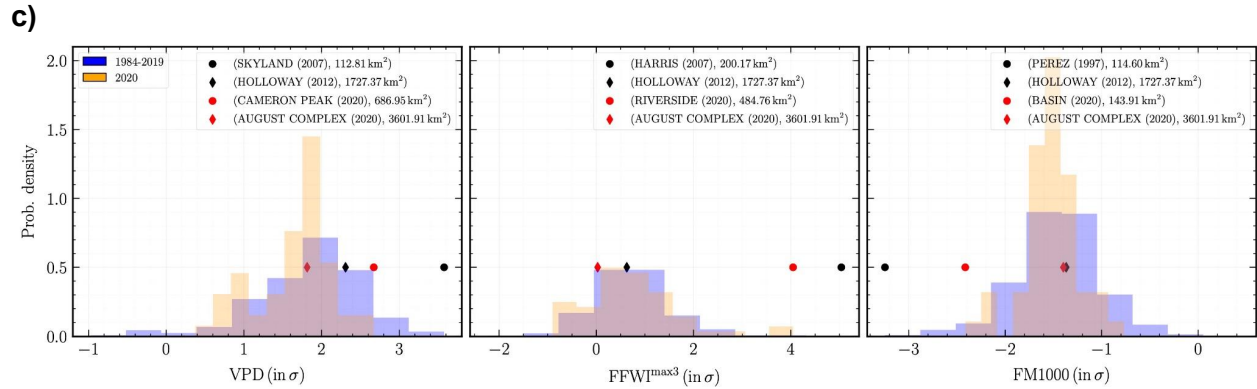 c)
2.0
1.5
1.0
0.5
0.0
Prob. density
1984-2019
2020
(SKYLAND (2007), 112.81 km²)
(HOLLOWAY (2012), 1727.37 km²)
(CAMERON PEAK (2020), 686.95 km²)
(AUGUST COMPLEX (2020), 3601.91 km²)
−1 0 1 2 3
VPD (in σ)
(HARRIS (2007), 200.17 km²)
(HOLLOWAY (2012), 1727.37 km²)
(RIVERSIDE (2020), 484.76 km²)
(AUGUST COMPLEX (2020), 3601.91 km²)
−2 0 2 4
FFWI^max3 (in σ)
(PEREZ (1997), 114.60 km²)
(HOLLOWAY (2012), 1727.37 km²)
(BASIN (2020), 143.91 km²)
(AUGUST COMPLEX (2020), 3601.91 km²)
−3 −2 −1 0
FM1000 (in σ)